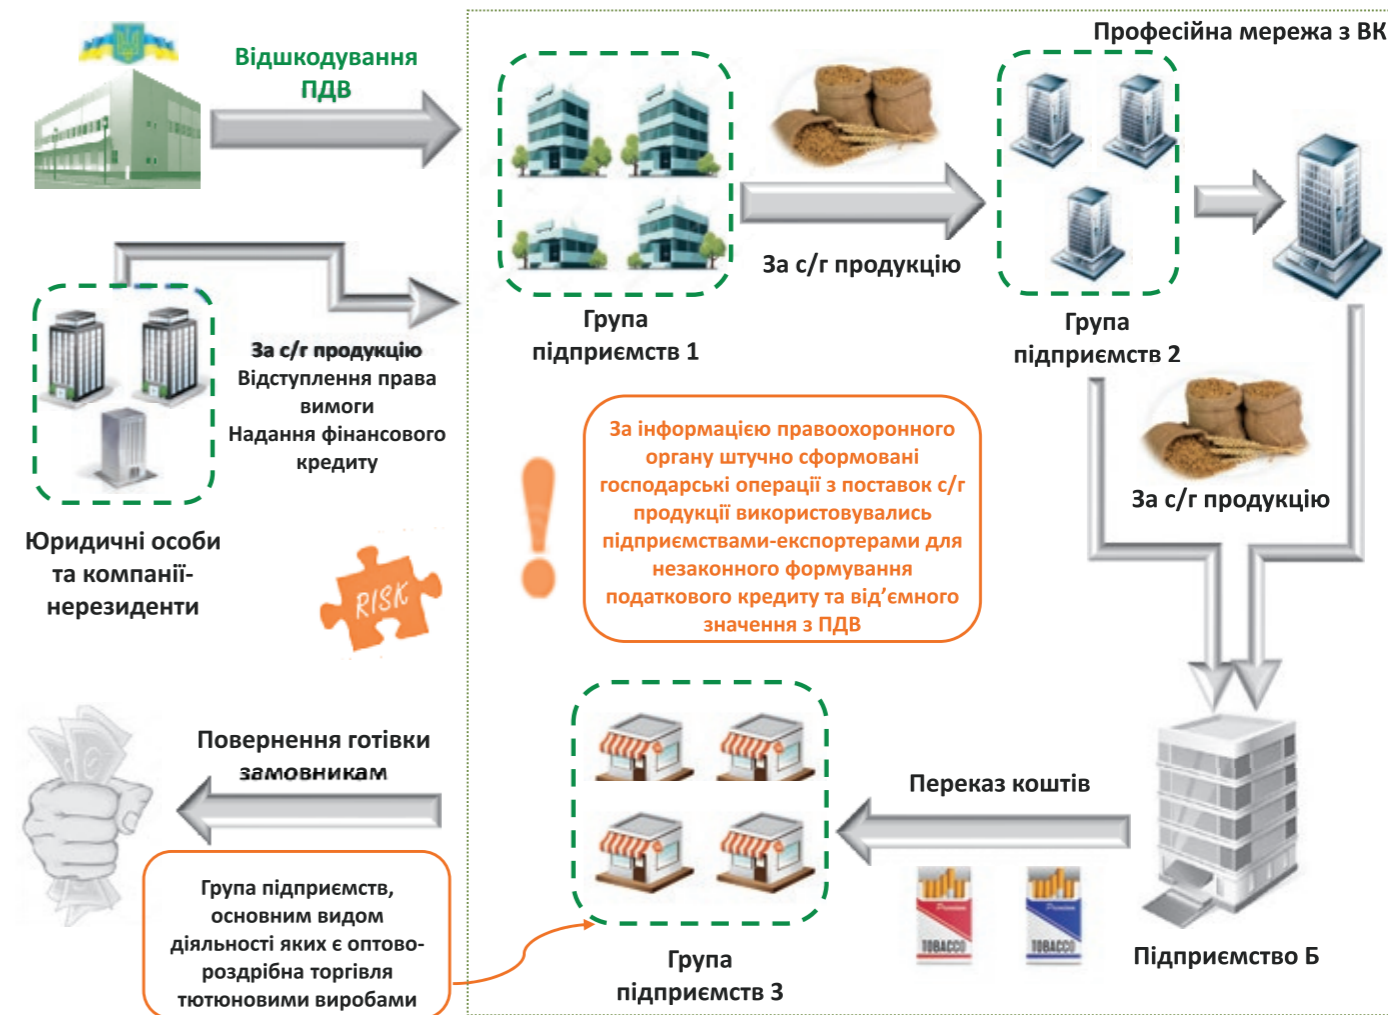 Професійна мережа з ВК
Відшкодування
ПДВ
За с/г продукцію
Група
підприємств 1
Група
підприємств 2
За с/г продукцію
Відступлення права
вимоги
Надання фінансового
кредиту
Юридичні особи
та компанії-
нерезиденти
RISK
За інформацією правоохоронного
органу штучно сформовані
господарські операції з поставок с/г
продукції використовувались
підприємствами-експортерами для
незаконного формування
податкового кредиту та від’ємного
значення з ПДВ
За с/г продукцію
Повернення готівки
замовникам
Переказ коштів
Premium
TOBACCO
Premium
TOBACCO
Група підприємств,
основним видом
діяльності яких є оптово-
роздрібна торгівля
тютюновими виробами
Група
підприємств 3
Підприємство Б